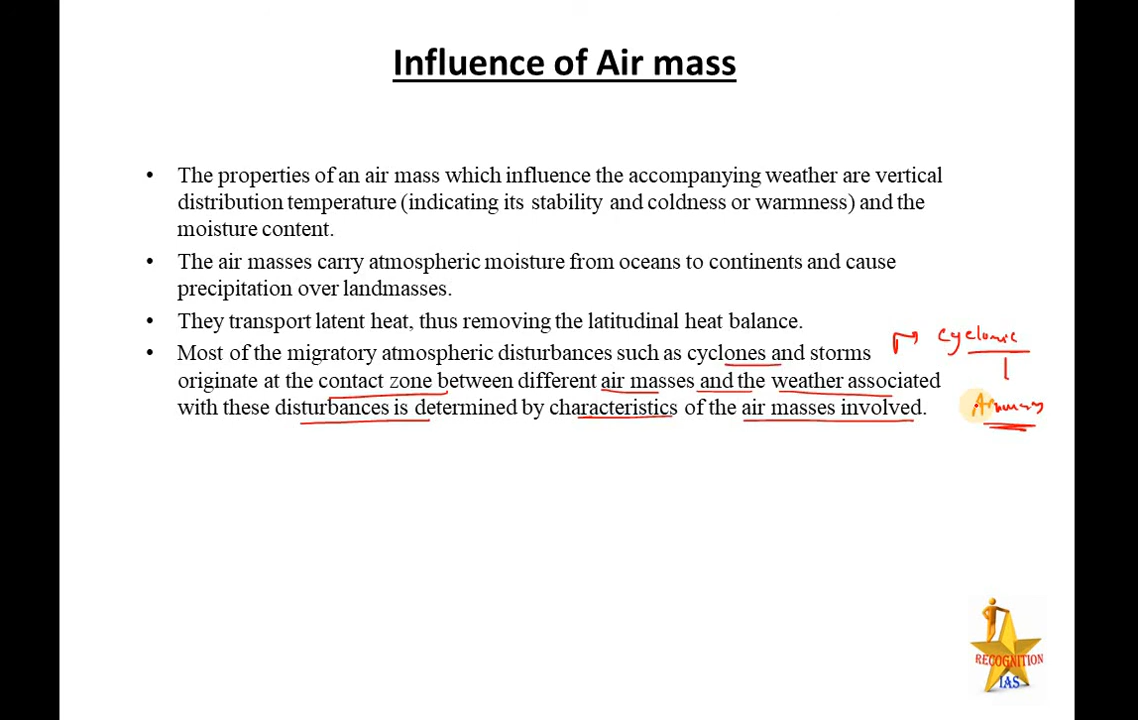 Influence of Air mass
• The properties of an air mass which influence the accompanying weather are vertical
distribution temperature (indicating its stability and coldness or warmness) and the
moisture content.
• The air masses carry atmospheric moisture from oceans to continents and cause
precipitation over landmasses.
• They transport latent heat, thus removing the latitudinal heat balance.
• Most of the migratory atmospheric disturbances such as cyclones and storms
originate at the contact zone between different air masses and the weather associated
with these disturbances is determined by characteristics of the air masses involved.
cyclonic
RECOGNITION
IAS